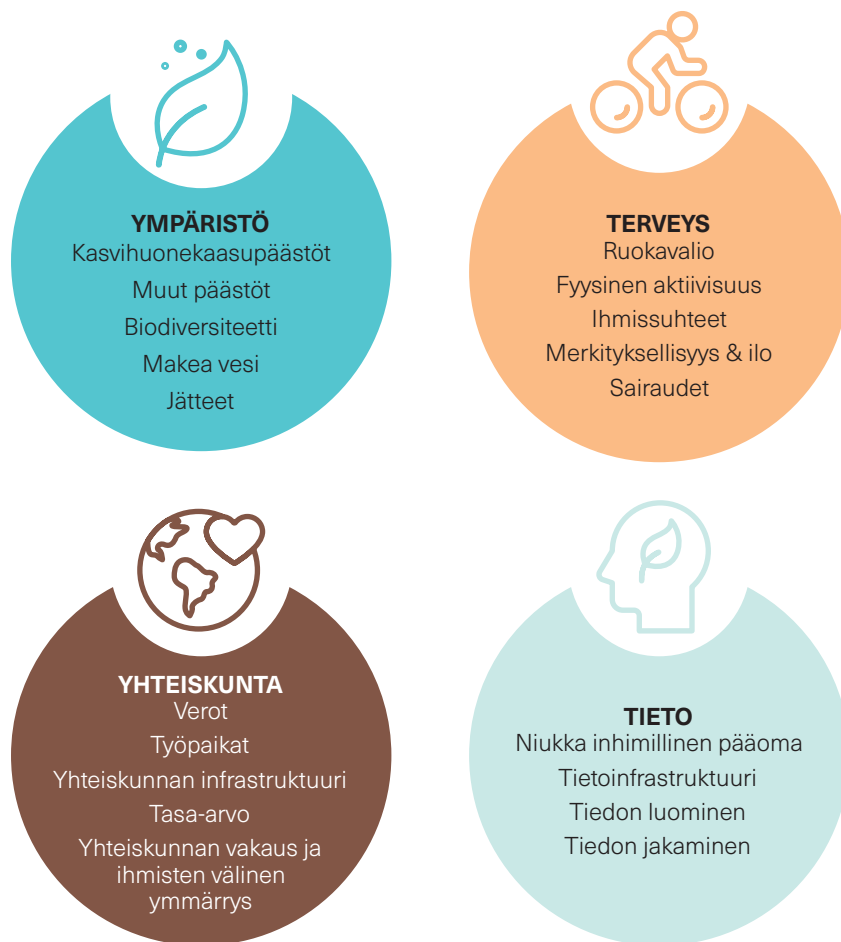 YMPÄRISTÖ
Kasvihuonekaasupäästöt
Muut päästöt
Biodiversiteetti
Makea vesi
Jätteet
TERVEYS
Ruokavalio
Fyysinen aktiivisuus
Ihmissuhteet
Merkityksellisyys & ilo
Sairaudet
YHTEISKUNTA
Verot
Työpaikat
Yhteiskunnan infrastruktuuri
Tasa-arvo
Yhteiskunnan vakaus ja
ihmisten välinen
ymmärrys
TIETO
Niukka inhimillinen pääoma
Tietoinfrastruktuuri
Tiedon luominen
Tiedon jakaminen